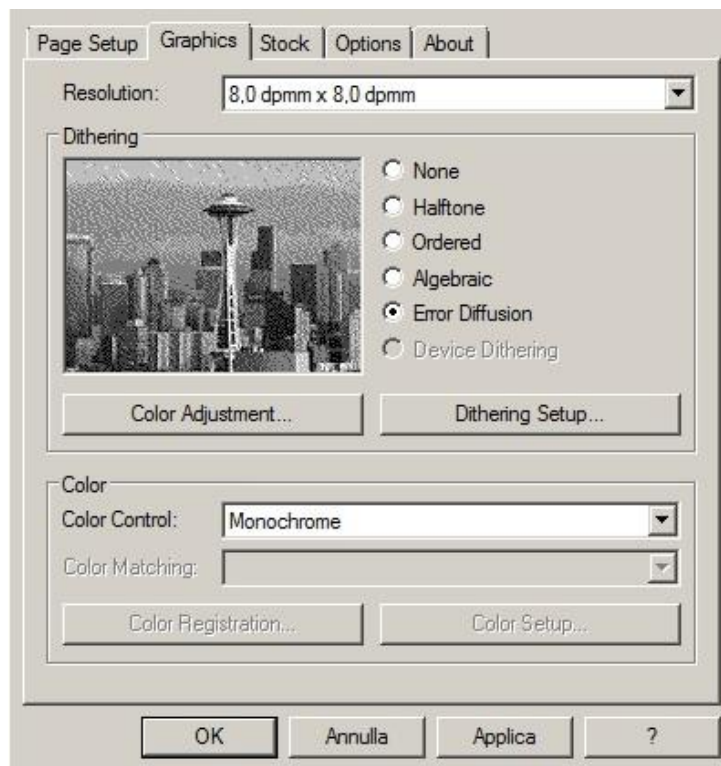 Page Setup Graphics Stock Options About
Resolution: 8,0 dpmm x 8,0 dpmm
Dithering
None
Halftone
Ordered
Algebraic
Error Diffusion
Device Dithering
Color Adjustment... Dithering Setup...
Color
Color Control: Monochrome
Color Matching:
Color Registration... Color Setup...
OK Annulla Applica ?